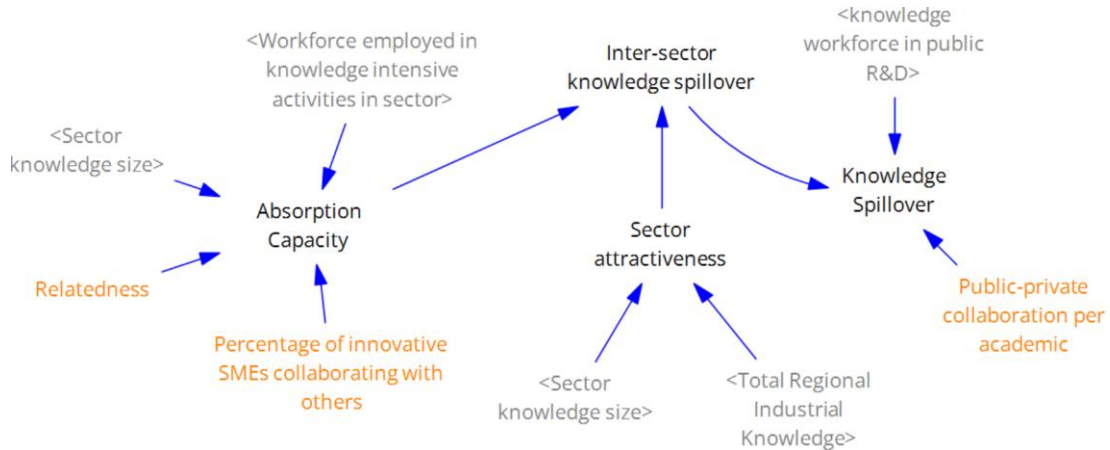 <Workforce employed in
knowledge intensive
activities in sector>
Inter-sector
knowledge spillover
<knowledge
workforce in public
R&D>
<Sector
knowledge size>
Absorption
Capacity
Knowledge
Spillover
Sector
attractiveness
Relatedness
Percentage of innovative
SMEs collaborating with
others
Public-private
collaboration per
academic
<Sector
knowledge size>
<Total Regional
Industrial
Knowledge>